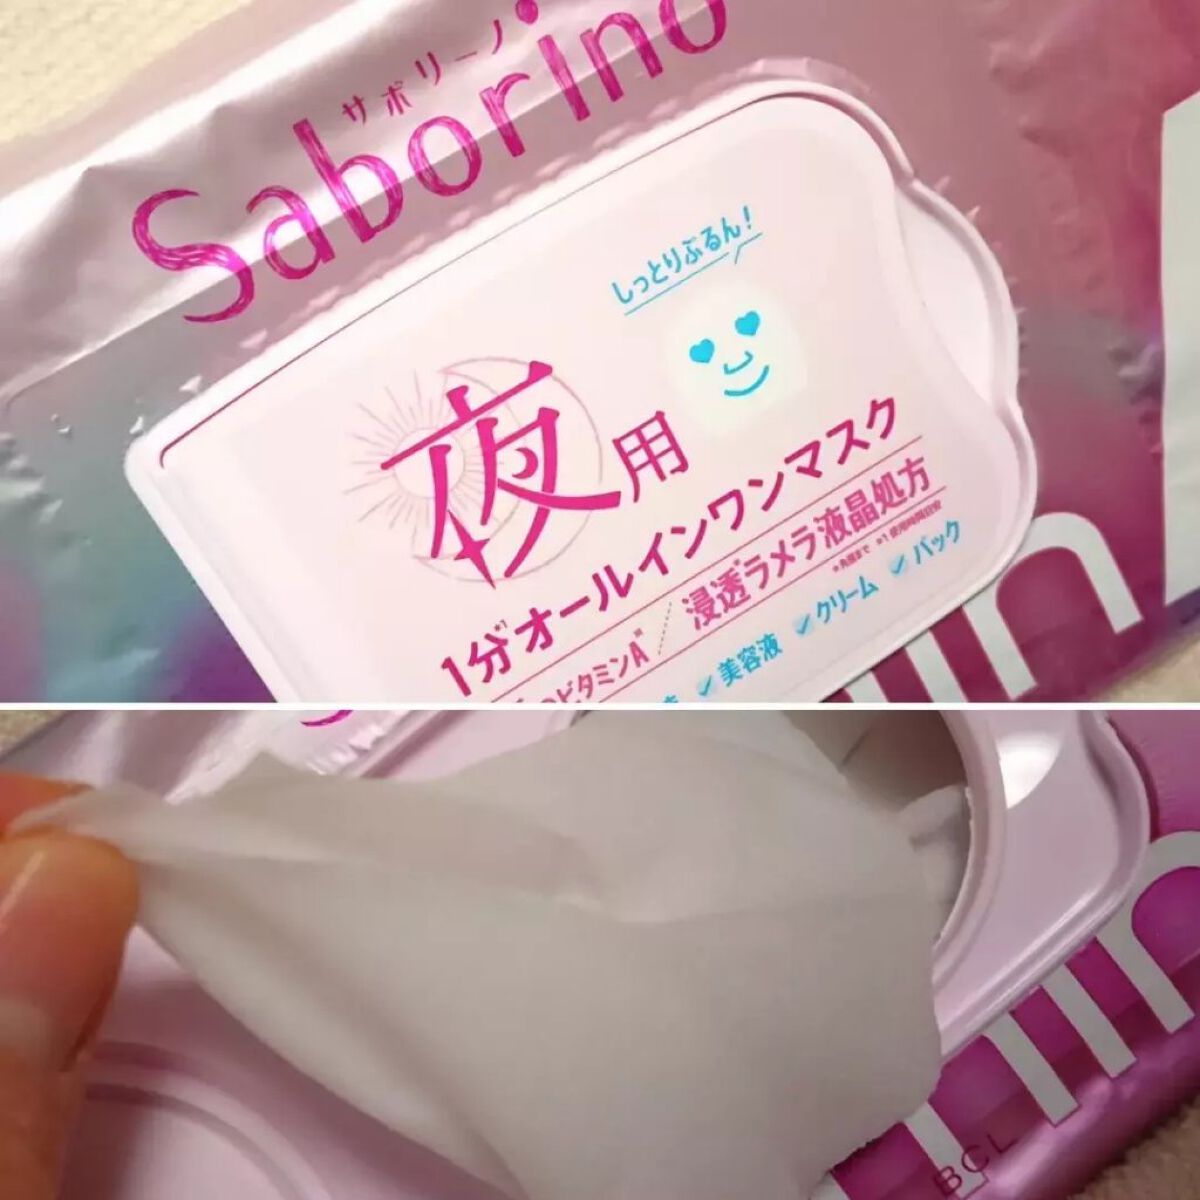 サボリーノ
Saborino
しっとりぷるん!
夜用
1分※1オールインワンマスク
ビタミンA
浸透ラメラ液晶処方
美容液 クリーム パック
BCL